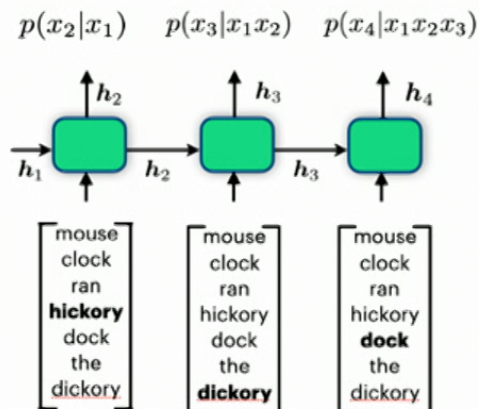 p(x₂|x₁) p(x₃|x₁x₂) p(x₄|x₁x₂x₃)
h₂ h₃ h₄
h₁ h₂ h₃
mouse mouse mouse
clock clock clock
ran ran ran
hickory hickory hickory
dock dock dock
the the the
dickory dickory dickory